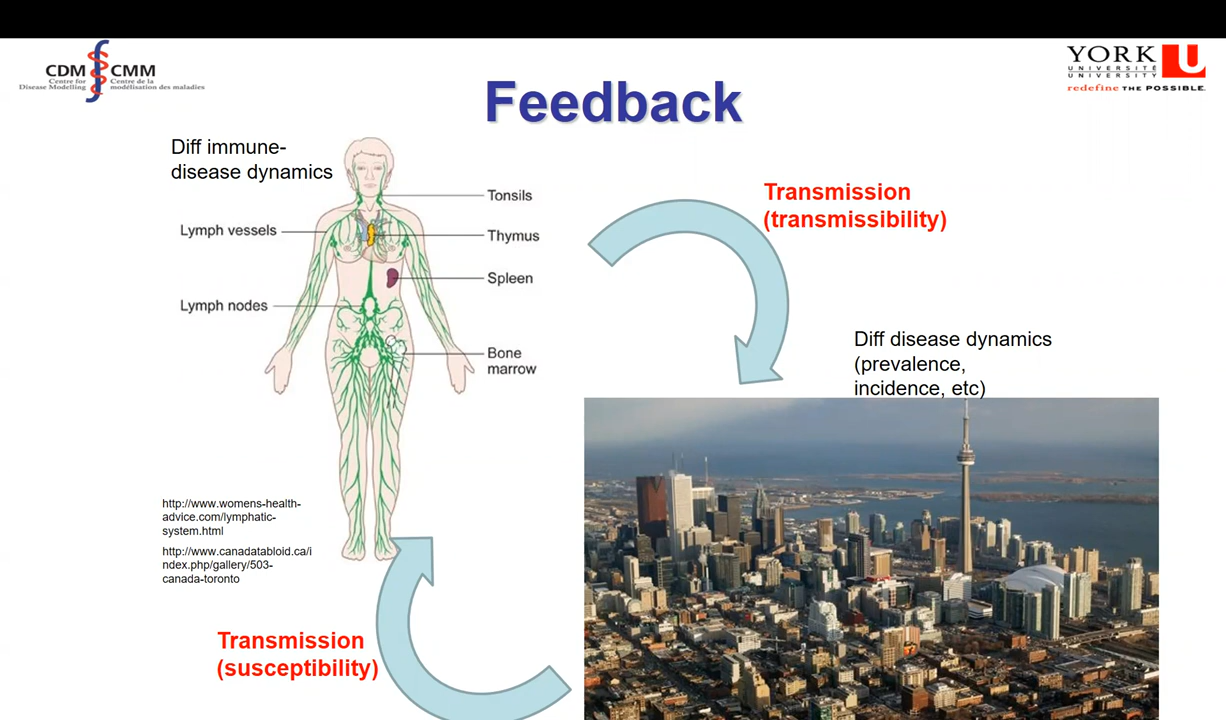 CDM CMM
Centre for Centre de la
Disease Modelling modélisation des maladies
YORK U
UNIVERSITÉ
UNIVERSITY
redefine THE POSSIBLE.
Feedback
Diff immune-
disease dynamics
Tonsils
Lymph vessels
Thymus
Spleen
Lymph nodes
Bone
marrow
Transmission
(transmissibility)
Diff disease dynamics
(prevalence,
incidence, etc)
http://www.womens-health-
advice.com/lymphatic-
system.html
http://www.canadatabloid.ca/i
ndex.php/gallery/503-
canada-toronto
Transmission
(susceptibility)